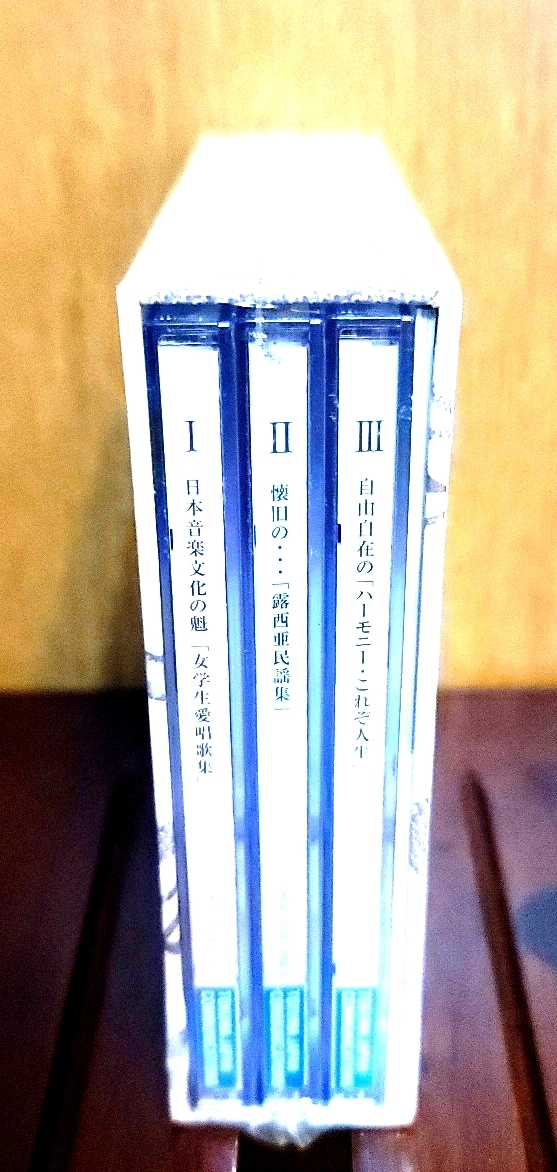 I
日本音楽文化の魁「女学生愛唱歌集」
II
懐旧の・・・「露西亜民謡集」
III
自由自在の「ハーモニー・これぞ人生」